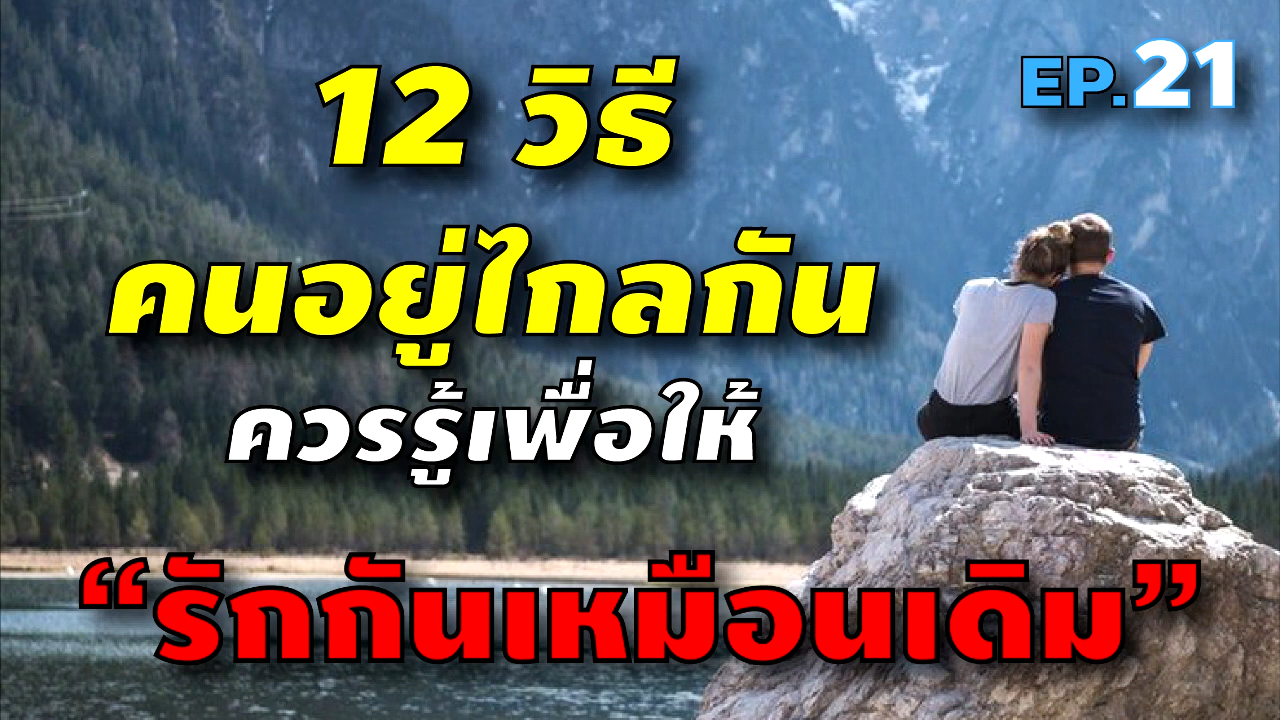 EP.21
12 วิธี
คนอยู่ไกลกัน
ควรรู้เพื่อให้
“รักกันเหมือนเดิม”